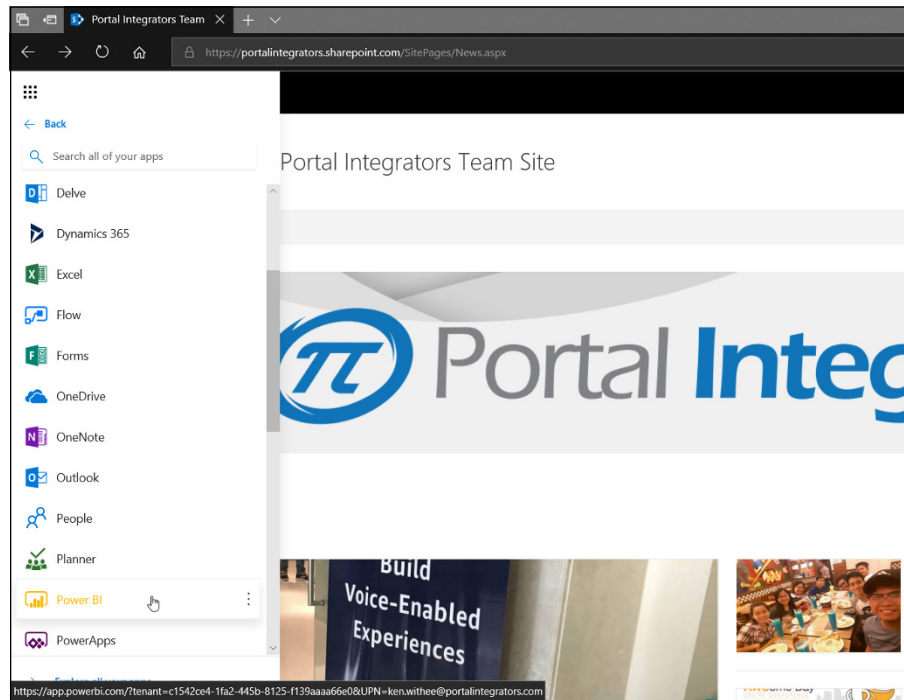 Portal Integrators Team
https://portalintegrators.sharepoint.com/SitePages/News.aspx
Back
Search all of your apps
Portal Integrators Team Site
Delve
Dynamics 365
Excel
Flow
Forms
OneDrive
OneNote
Outlook
People
Planner
Power BI
PowerApps
π Portal Integ
Build
Voice-Enabled
Experiences
https://app.powerbi.com/?tenant=c1542ce4-1fa2-445b-8125-f139aaaa66e0&UPN=ken.withee@portalintegrators.com